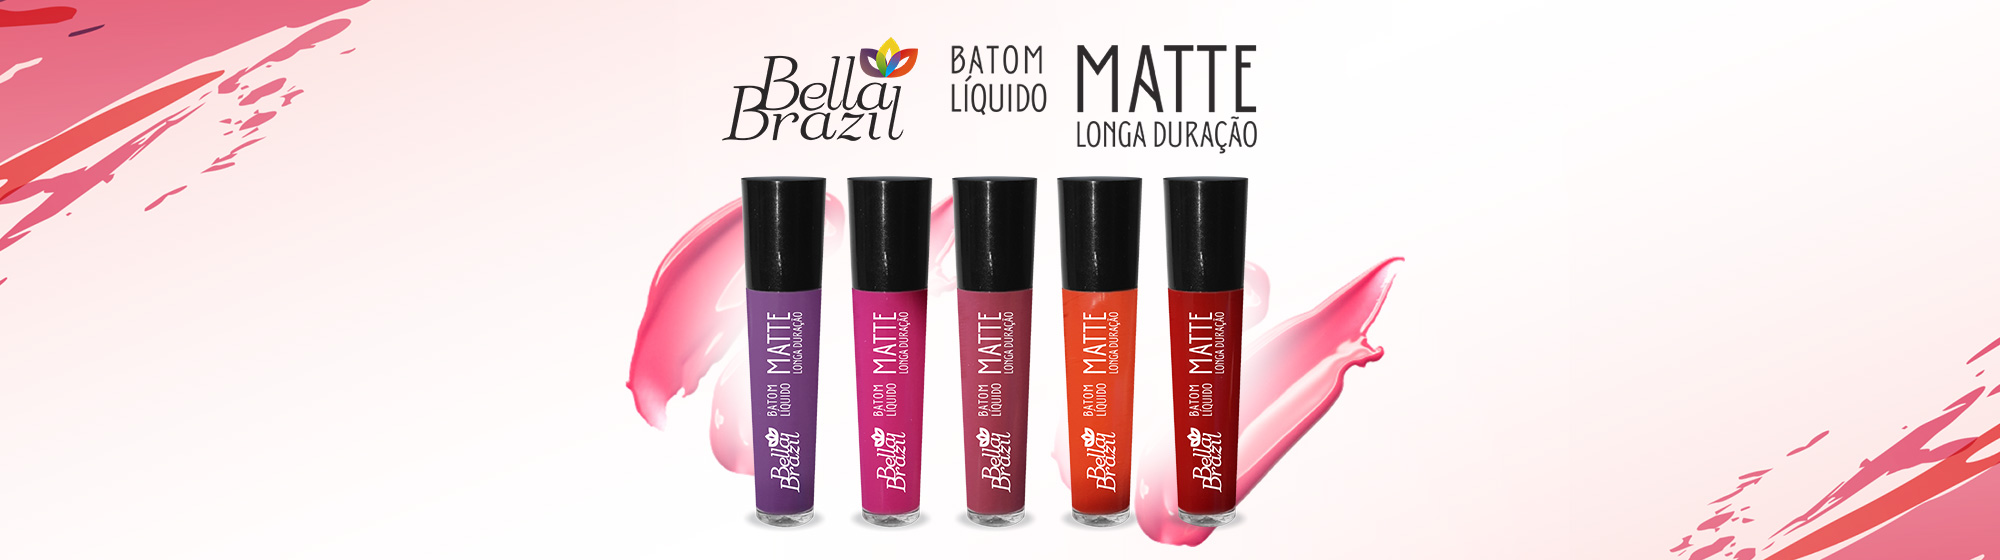 Bella
Brazil
BATOM
LÍQUIDO
MATTE
LONGA DURAÇÃO
Bella
Brazil
BATOM
LÍQUIDO
MATTE
LONGA DURAÇÃO
Bella
Brazil
BATOM
LÍQUIDO
MATTE
LONGA DURAÇÃO
Bella
Brazil
BATOM
LÍQUIDO
MATTE
LONGA DURAÇÃO
Bella
Brazil
BATOM
LÍQUIDO
MATTE
LONGA DURAÇÃO
Bella
Brazil
BATOM
LÍQUIDO
MATTE
LONGA DURAÇÃO